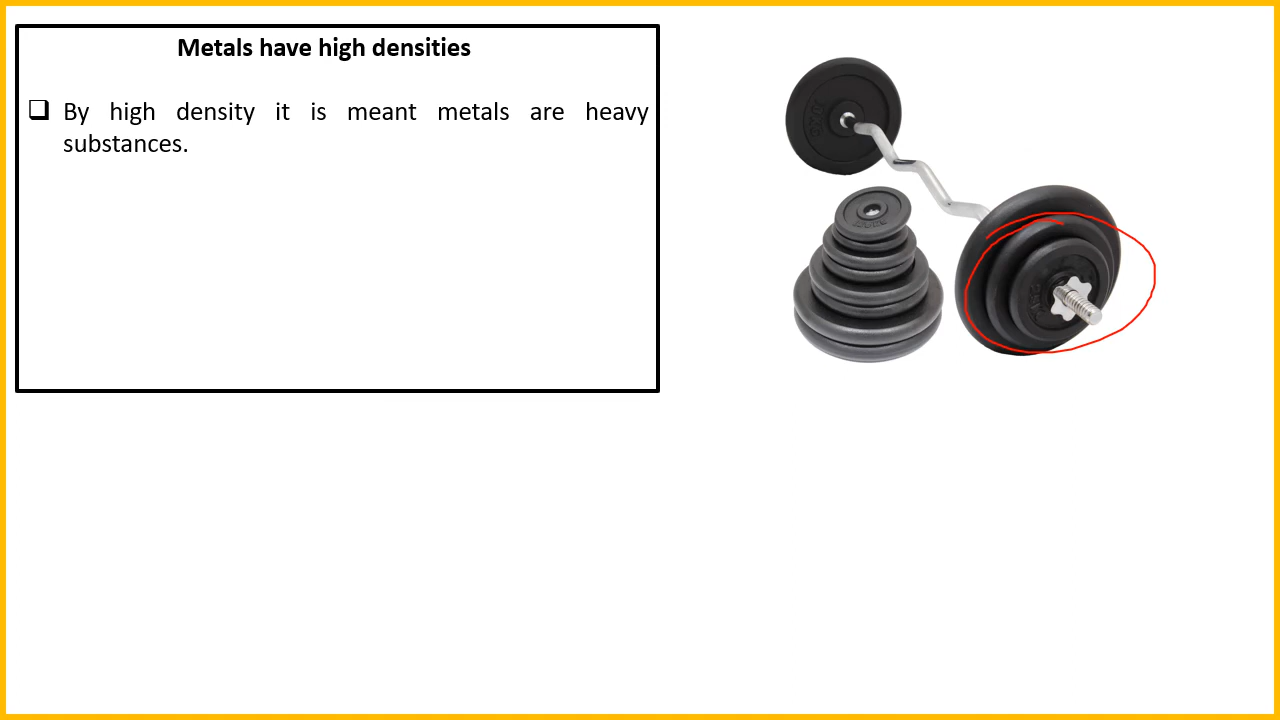 Metals have high densities
By high density it is meant metals are heavy
substances.